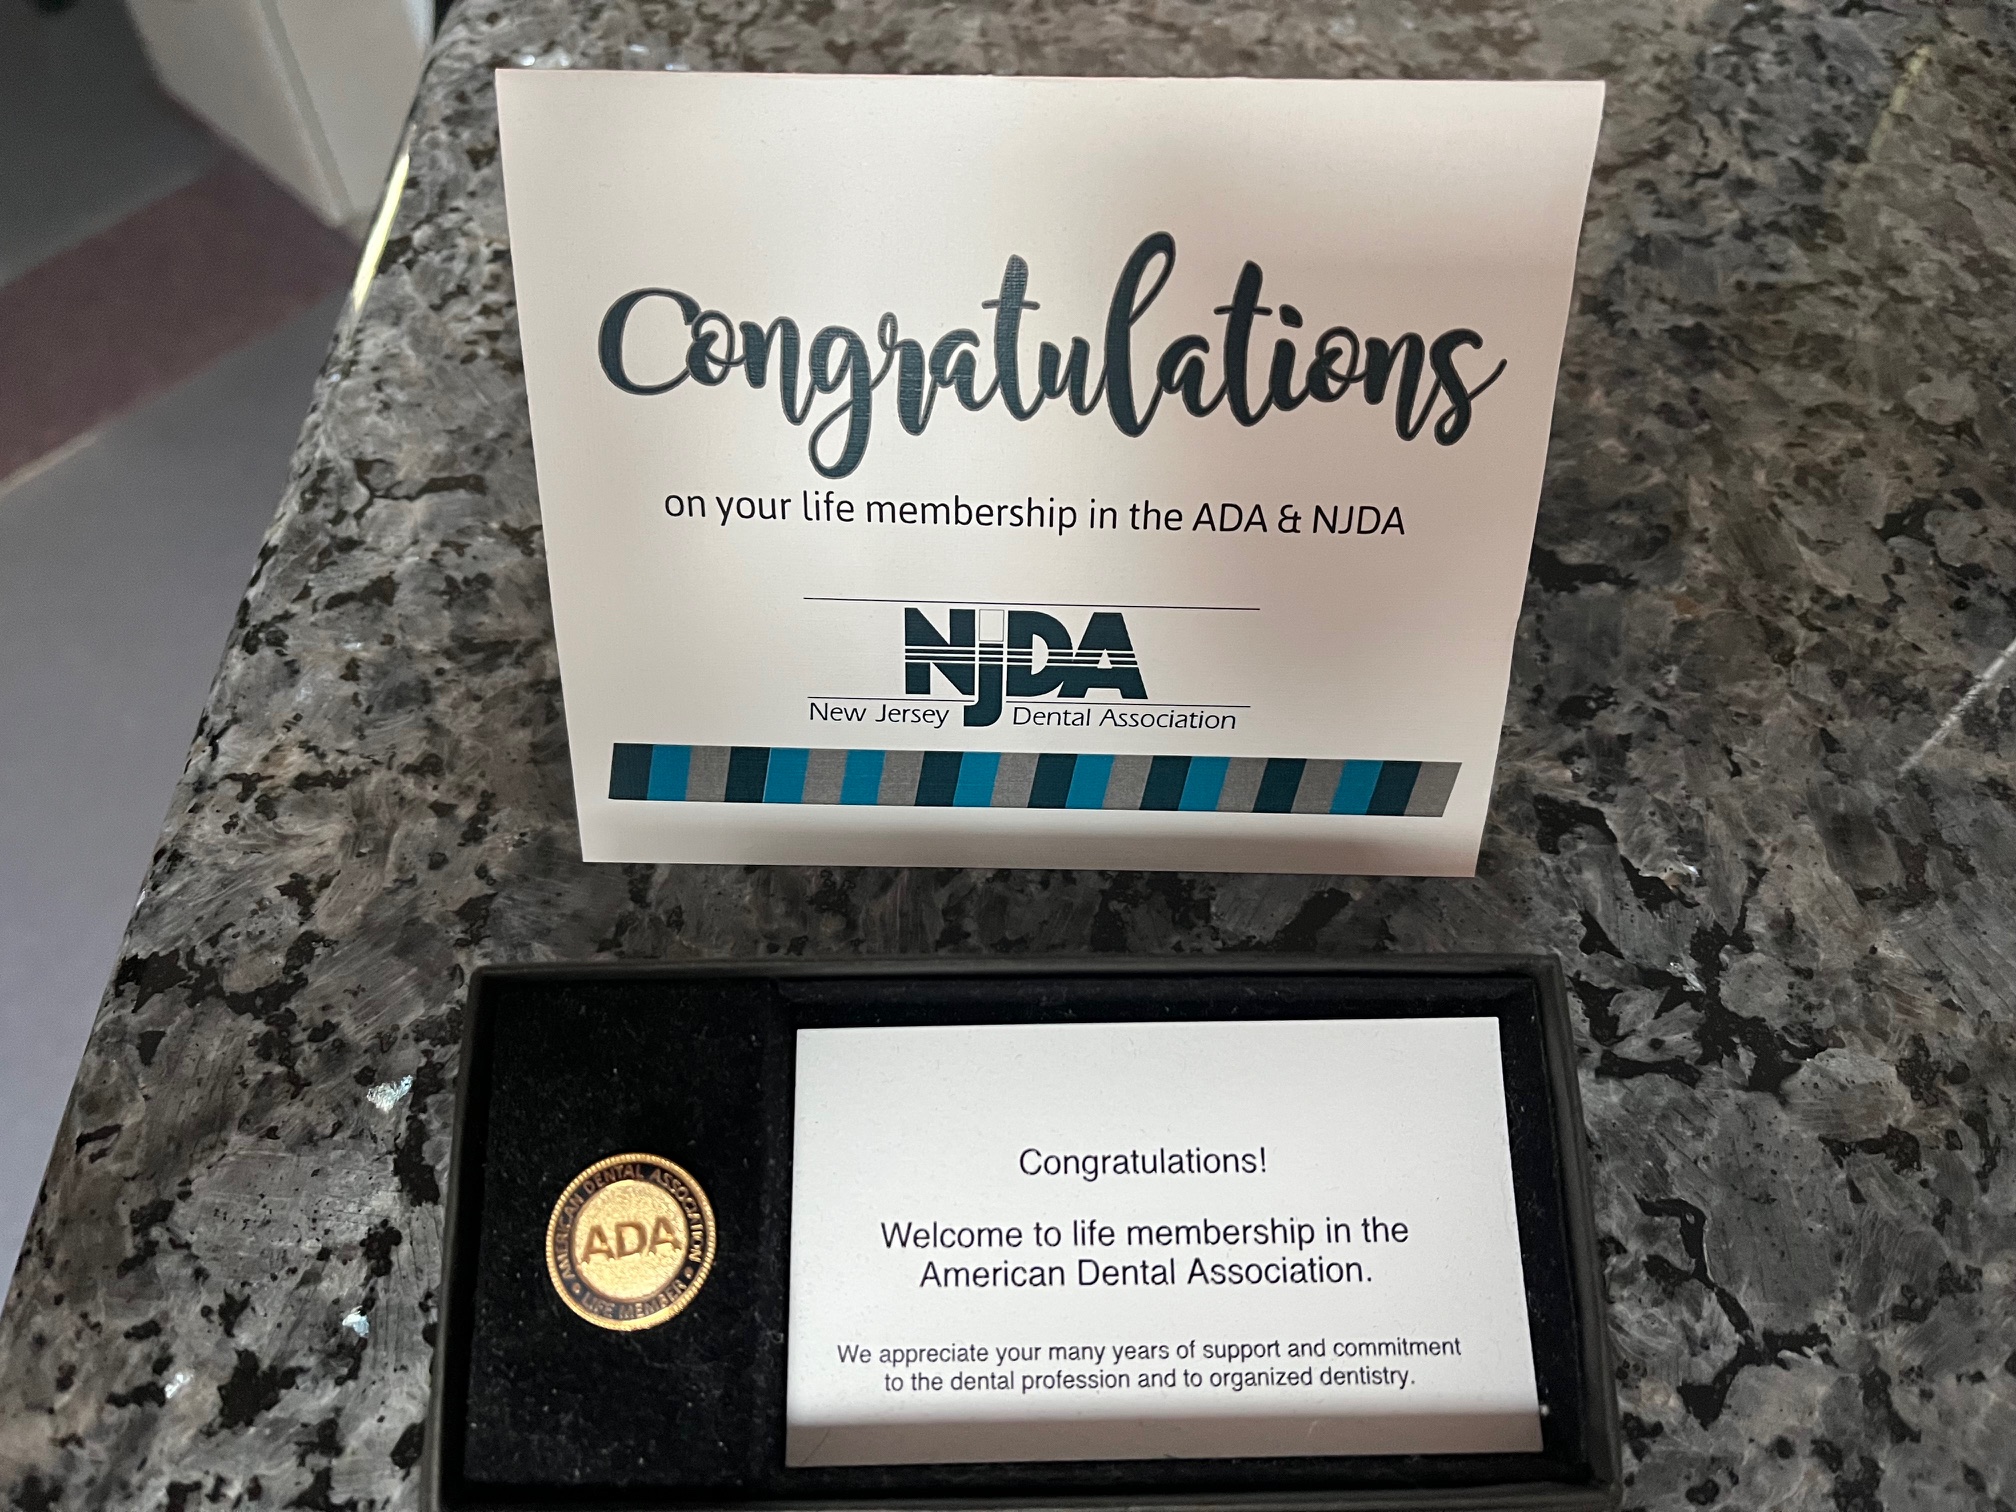 Congratulations
on your life membership in the ADA & NJDA
NJDA
New Jersey Dental Association
AMERICAN DENTAL ASSOCIATION
ADA
LIFE MEMBER
Congratulations!
Welcome to life membership in the
American Dental Association.
We appreciate your many years of support and commitment
to the dental profession and to organized dentistry.